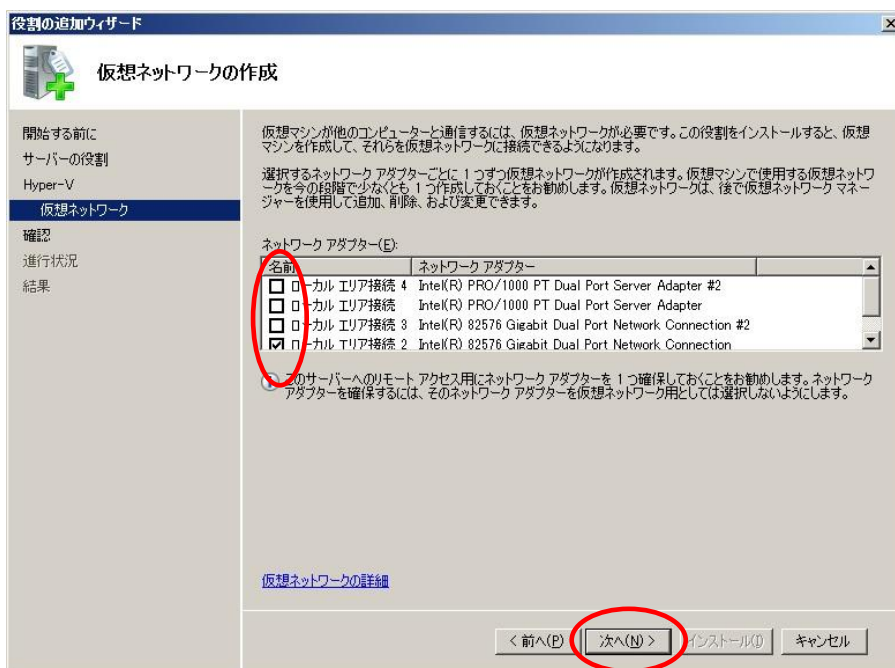 役割の追加ウィザード
仮想ネットワークの作成
開始する前に
サーバーの役割
Hyper-V
仮想ネットワーク
確認
進行状況
結果
仮想マシンが他のコンピューターと通信するには、仮想ネットワークが必要です。この役割をインストールすると、仮想
マシンを作成して、それらを仮想ネットワークに接続できるようになります。
選択するネットワーク アダプターごとに 1 つずつ仮想ネットワークが作成されます。仮想マシンで使用する仮想ネットワ
ークを今の段階で少なくとも 1 つ作成しておくことをお勧めします。仮想ネットワークは、後で仮想ネットワーク マネー
ジャーを使用して追加、削除、および変更できます。
ネットワーク アダプター(E):
名前 ネットワーク アダプター
ローカル エリア接続 4 Intel(R) PRO/1000 PT Dual Port Server Adapter #2
ローカル エリア接続 Intel(R) PRO/1000 PT Dual Port Server Adapter
ローカル エリア接続 3 Intel(R) 82576 Gigabit Dual Port Network Connection #2
ローカル エリア接続 2 Intel(R) 82576 Gigabit Dual Port Network Connection
このサーバーへのリモート アクセス用にネットワーク アダプターを 1 つ確保しておくことをお勧めします。ネットワーク
アダプターを確保するには、そのネットワーク アダプターを仮想ネットワーク用としては選択しないようにします。
仮想ネットワークの詳細
< 前へ(P) 次へ(N) > インストール(I) キャンセル